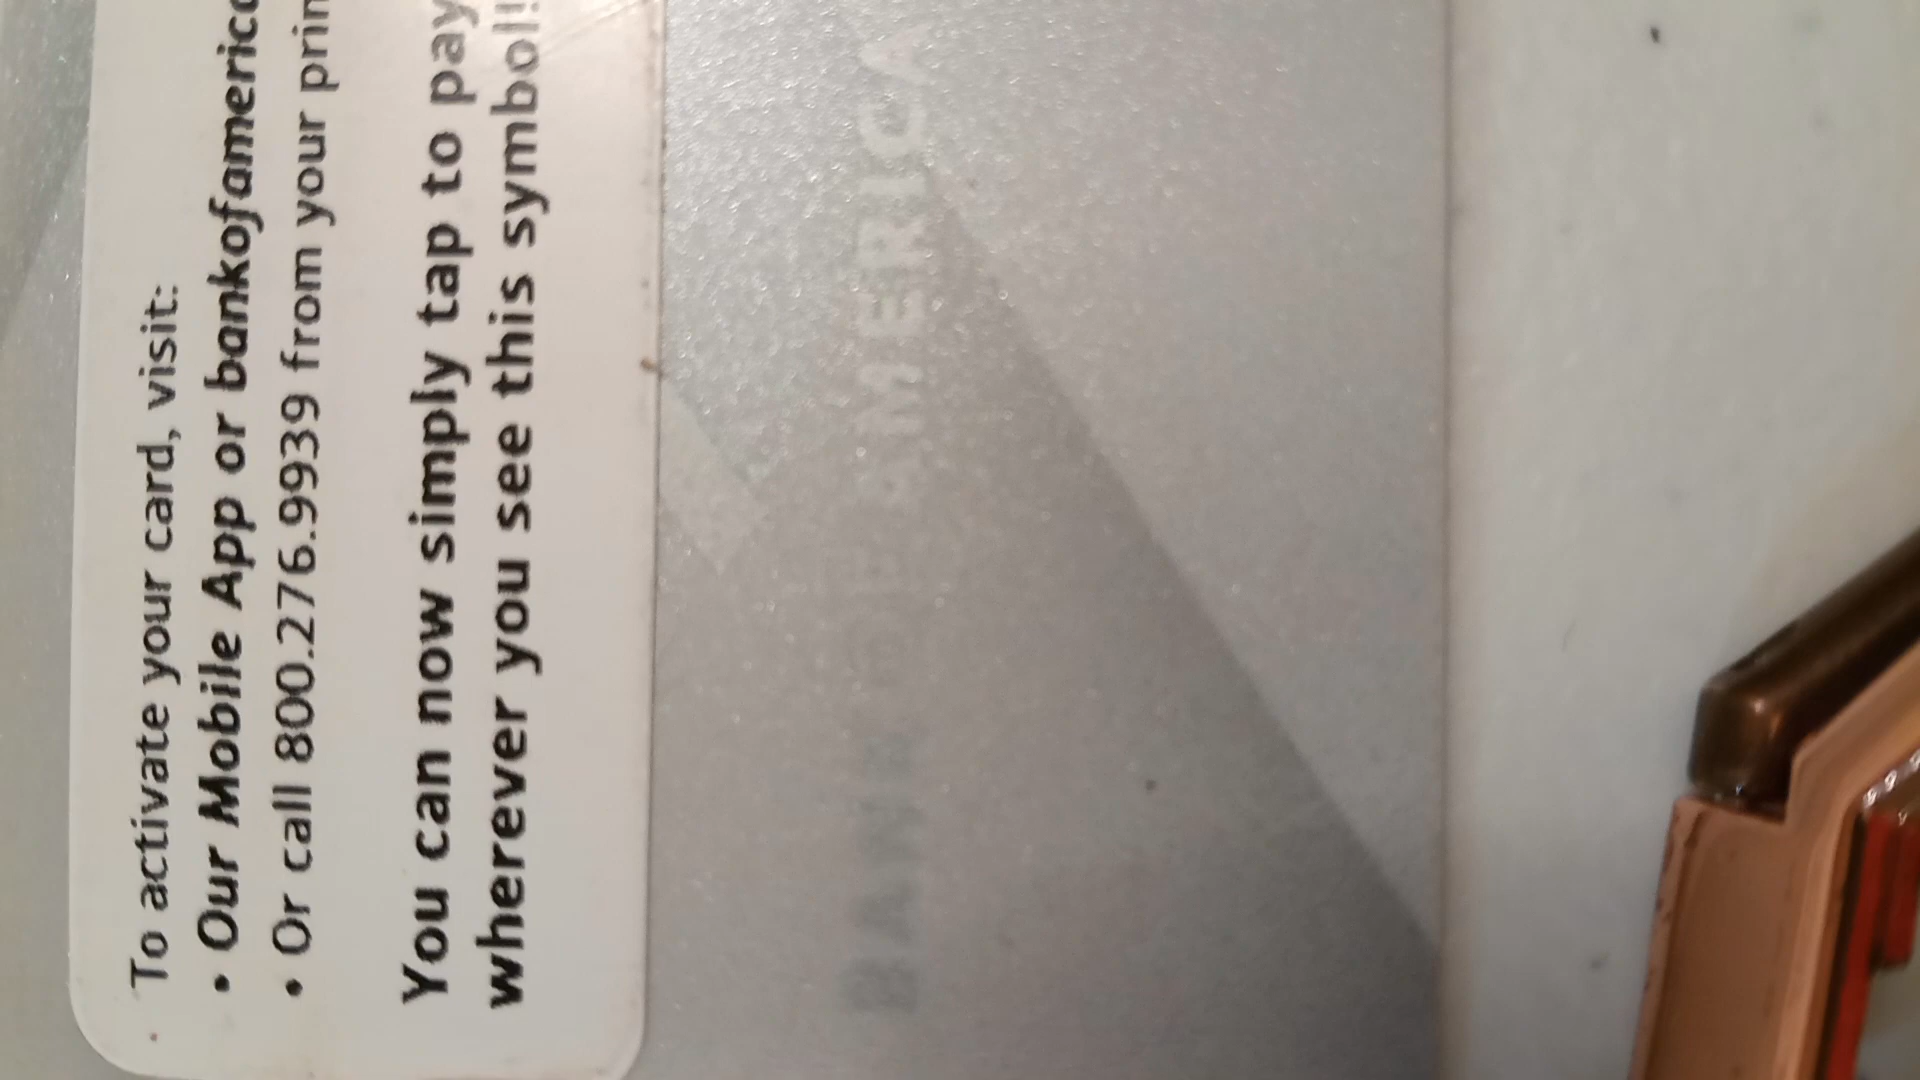 To activate your card, visit:
• Our Mobile App or bankofamerica
• Or call 800.276.9939 from your prin
You can now simply tap to pay
wherever you see this symbol!
BANK OF AMERICA